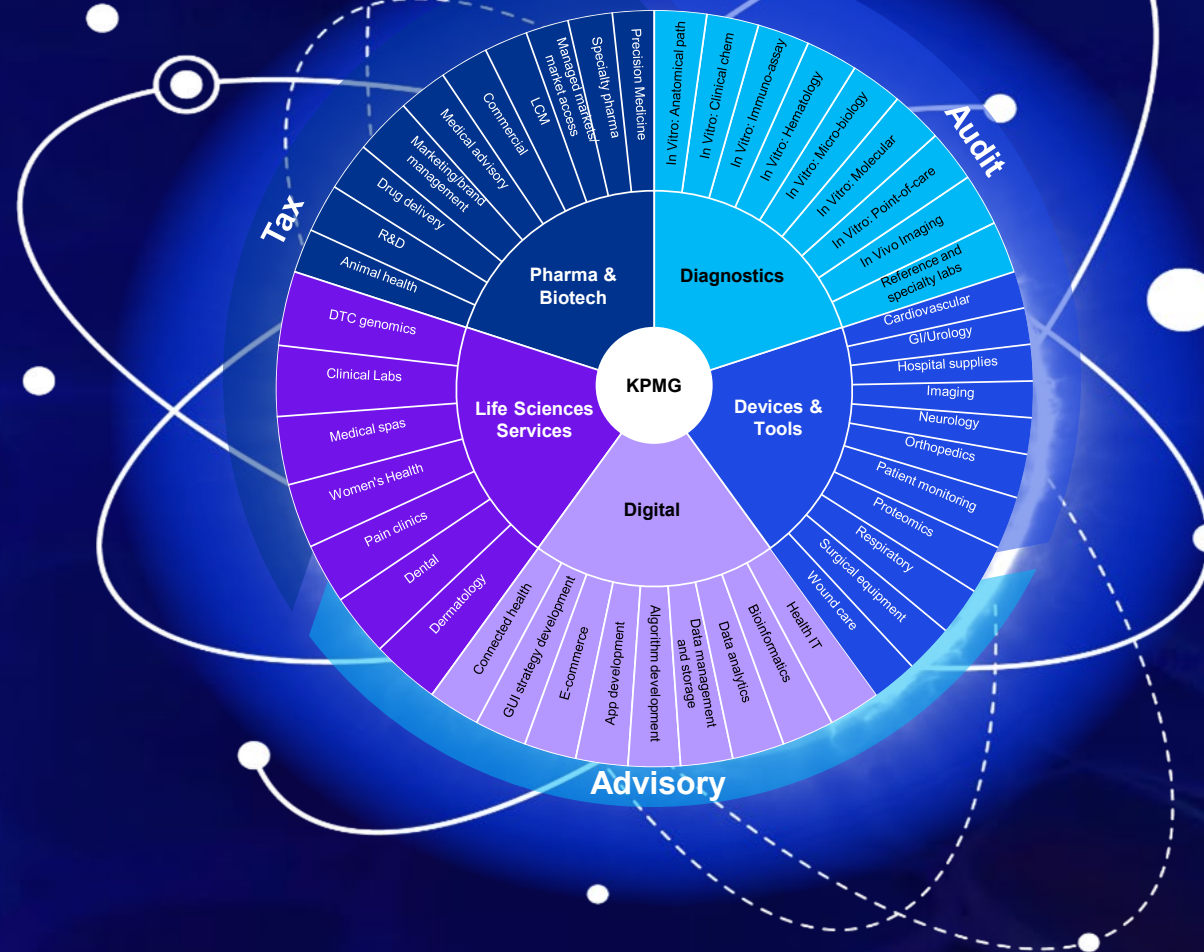 Tax
Audit
Advisory
KPMG
Pharma &
Biotech
Animal health
R&D
Drug delivery
Marketing/brand
management
Medical advisory
Commercial
LCM
Managed markets/
market access
Specialty pharma
Precision Medicine
Diagnostics
In Vitro: Anatomical path
In Vitro: Clinical chem
In Vitro: Immuno-assay
In Vitro: Hematology
In Vitro: Micro-biology
In Vitro: Molecular
In Vitro: Point-of-care
In Vivo Imaging
Reference and
specialty labs
Devices &
Tools
Cardiovascular
GI/Urology
Hospital supplies
Imaging
Neurology
Orthopedics
Patient monitoring
Proteomics
Respiratory
Surgical equipment
Wound care
Digital
Health IT
Bioinformatics
Data analytics
Data management
and storage
Algorithm development
App development
E-commerce
GUI strategy development
Connected health
Life Sciences
Services
Dermatology
Dental
Pain clinics
Women's Health
Medical spas
Clinical Labs
DTC genomics